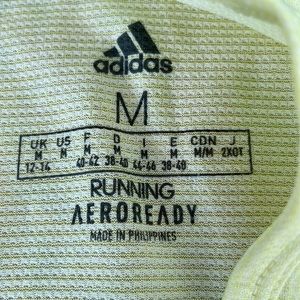 adidas
M
UK US F D I E CDN J
M M M M M M M/M 2XOT
12-14 40-42 38-40 44-46 38-40
RUNNING
AEROREADY
MADE IN PHILIPPINES